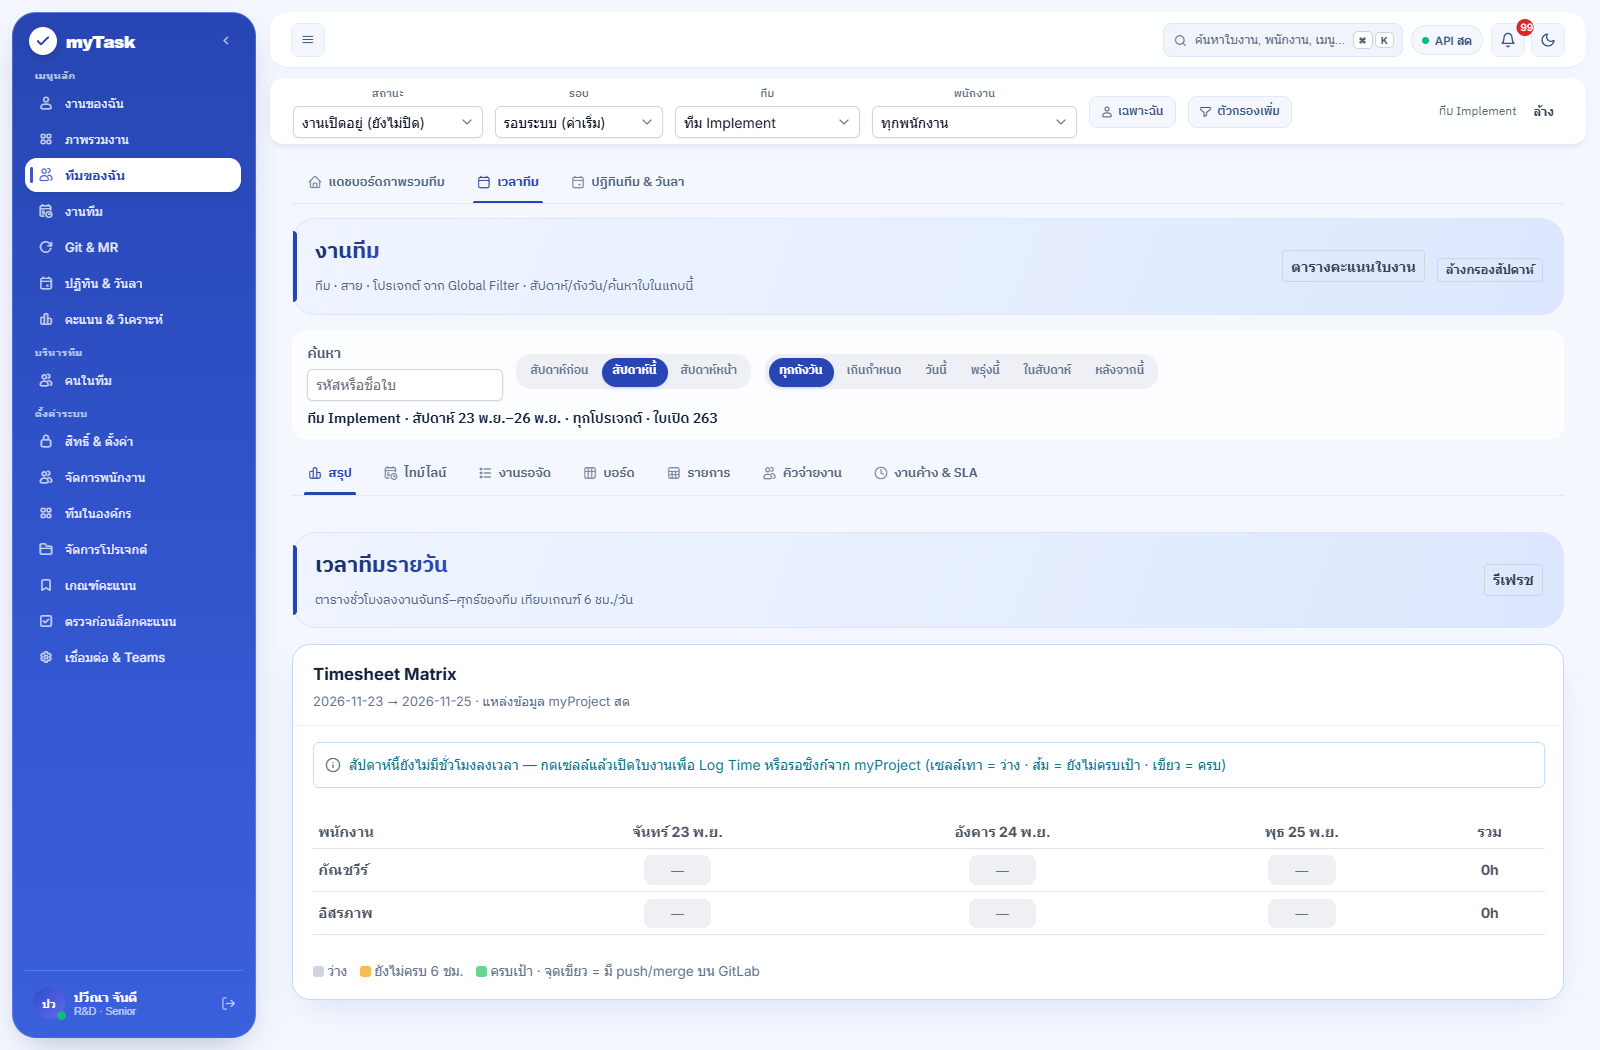 myTask
เมนูหลัก
งานของฉัน
ภาพรวมงาน
ทีมของฉัน
งานทีม
Git & MR
ปฏิทิน & วันลา
คะแนน & วิเคราะห์
บริหารทีม
คนในทีม
ตั้งค่าระบบ
สิทธิ์ & ตั้งค่า
จัดการพนักงาน
ทีมในองค์กร
จัดการโปรเจกต์
เกณฑ์คะแนน
ตรวจก่อนล็อกคะแนน
เชื่อมต่อ & Teams
ปว
ปวีณา จันดี
R&D · Senior
ค้นหาใบงาน, พนักงาน, เมนู... ⌘ K
API สด
99
สถานะ รอบ ทีม พนักงาน
งานเปิดอยู่ (ยังไม่ปิด) รอบระบบ (ค่าเริ่ม) ทีม Implement ทุกพนักงาน เฉพาะฉัน ตัวกรองเพิ่ม ทีม Implement ล้าง
แดชบอร์ดภาพรวมทีม เวลาทีม ปฏิทินทีม & วันลา
งานทีม
ทีม · สาย · โปรเจกต์ จาก Global Filter · สัปดาห์/ถังวัน/ค้นหาใบในแถบนี้
ตารางคะแนนใบงาน ล้างกรองสัปดาห์
ค้นหา
รหัสหรือชื่อใบ
สัปดาห์ก่อน สัปดาห์นี้ สัปดาห์หน้า ทุกถังวัน เกินกำหนด วันนี้ พรุ่งนี้ ในสัปดาห์ หลังจากนี้
ทีม Implement · สัปดาห์ 23 พ.ย.–26 พ.ย. · ทุกโปรเจกต์ · ใบเปิด 263
สรุป ไทม์ไลน์ งานรอจัด บอร์ด รายการ คิวจ่ายงาน งานค้าง & SLA
เวลาทีมรายวัน
ตารางชั่วโมงลงงานจันทร์–ศุกร์ของทีม เทียบเกณฑ์ 6 ชม./วัน
รีเฟรช
Timesheet Matrix
2026-11-23 → 2026-11-25 · แหล่งข้อมูล myProject สด
สัปดาห์นี้ยังไม่มีชั่วโมงลงเวลา — กดเซลล์แล้วเปิดใบงานเพื่อ Log Time หรือรอซิงก์จาก myProject (เซลล์เทา = ว่าง · ส้ม = ยังไม่ครบเป้า · เขียว = ครบ)
พนักงาน จันทร์ 23 พ.ย. อังคาร 24 พ.ย. พุธ 25 พ.ย. รวม
กัณชวีร์ — — — 0h
อิสรภาพ — — — 0h
ว่าง ยังไม่ครบ 6 ชม. ครบเป้า · จุดเขียว = มี push/merge บน GitLab